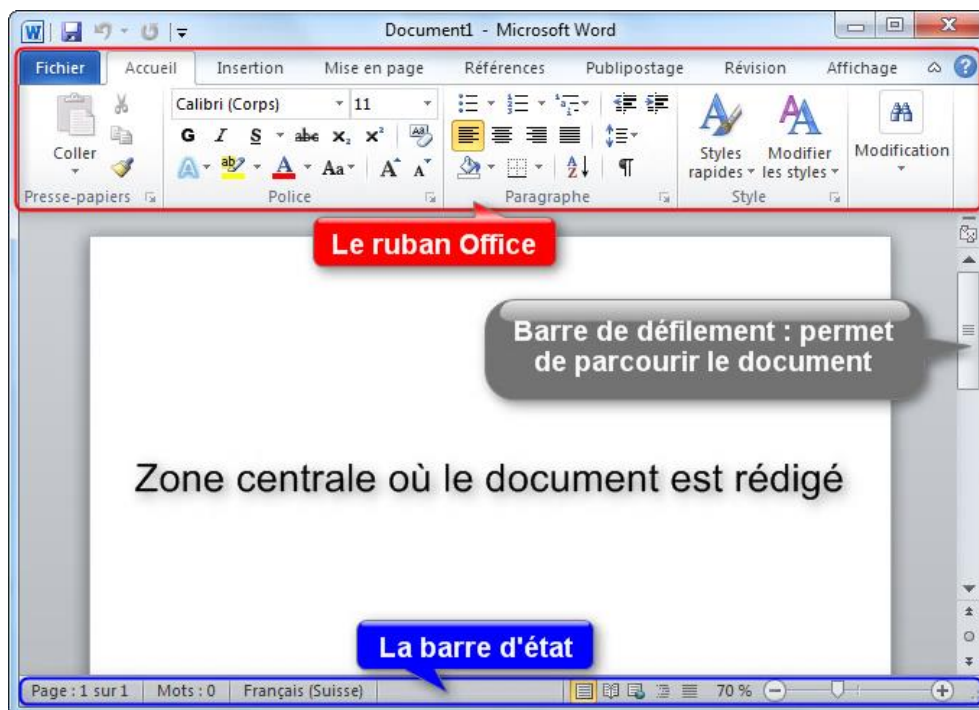 Document1 - Microsoft Word
Fichier Accueil Insertion Mise en page Références Publipostage Révision Affichage
Calibri (Corps) 11
G I S abc x₂ x²
Aa A A
Coller
Styles rapides
Modifier les styles
Modification
Presse-papiers Police Paragraphe Style
Le ruban Office
Barre de défilement : permet
de parcourir le document
Zone centrale où le document est rédigé
La barre d'état
Page : 1 sur 1 Mots : 0 Français (Suisse) 70 %